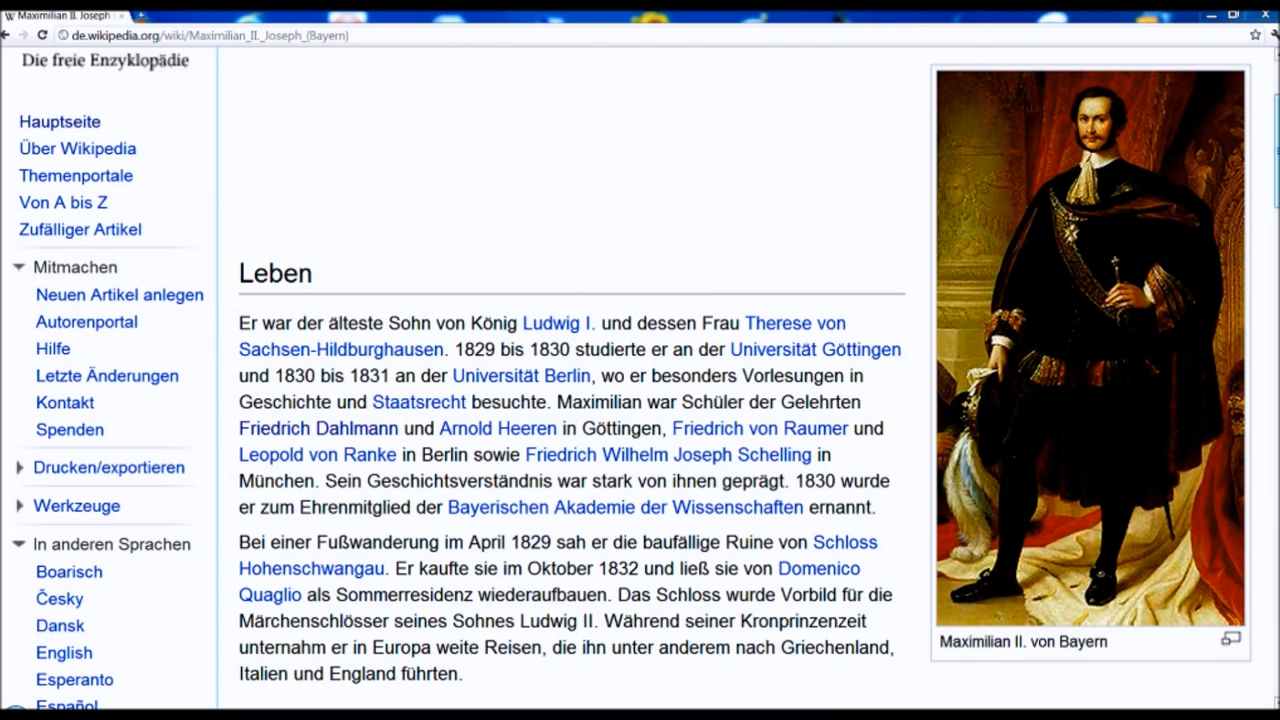 Maximilian II. Joseph
de.wikipedia.org/wiki/Maximilian_II._Joseph_(Bayern)
Die freie Enzyklopädie
Hauptseite
Über Wikipedia
Themenportale
Von A bis Z
Zufälliger Artikel
Mitmachen
Neuen Artikel anlegen
Autorenportal
Hilfe
Letzte Änderungen
Kontakt
Spenden
Drucken/exportieren
Werkzeuge
In anderen Sprachen
Boarisch
Česky
Dansk
English
Esperanto
Español
Leben
Er war der älteste Sohn von König Ludwig I. und dessen Frau Therese von
Sachsen-Hildburghausen. 1829 bis 1830 studierte er an der Universität Göttingen
und 1830 bis 1831 an der Universität Berlin, wo er besonders Vorlesungen in
Geschichte und Staatsrecht besuchte. Maximilian war Schüler der Gelehrten
Friedrich Dahlmann und Arnold Heeren in Göttingen, Friedrich von Raumer und
Leopold von Ranke in Berlin sowie Friedrich Wilhelm Joseph Schelling in
München. Sein Geschichtsverständnis war stark von ihnen geprägt. 1830 wurde
er zum Ehrenmitglied der Bayerischen Akademie der Wissenschaften ernannt.
Bei einer Fußwanderung im April 1829 sah er die baufällige Ruine von Schloss
Hohenschwangau. Er kaufte sie im Oktober 1832 und ließ sie von Domenico
Quaglio als Sommerresidenz wiederaufbauen. Das Schloss wurde Vorbild für die
Märchenschlösser seines Sohnes Ludwig II. Während seiner Kronprinzenzeit
unternahm er in Europa weite Reisen, die ihn unter anderem nach Griechenland,
Italien und England führten.
Maximilian II. von Bayern